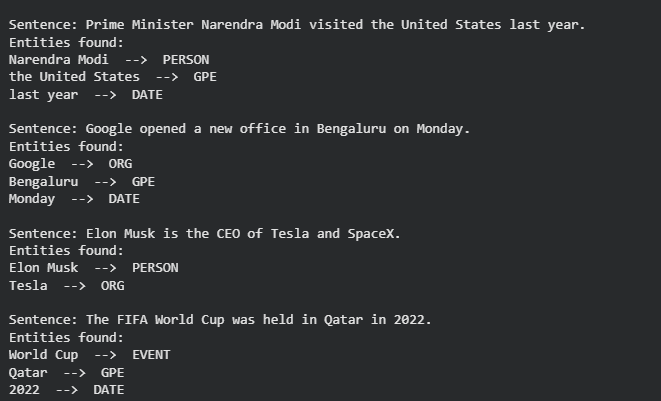 Sentence: Prime Minister Narendra Modi visited the United States last year.
Entities found:
Narendra Modi  -->  PERSON
the United States  -->  GPE
last year  -->  DATE

Sentence: Google opened a new office in Bengaluru on Monday.
Entities found:
Google  -->  ORG
Bengaluru  -->  GPE
Monday  -->  DATE

Sentence: Elon Musk is the CEO of Tesla and SpaceX.
Entities found:
Elon Musk  -->  PERSON
Tesla  -->  ORG

Sentence: The FIFA World Cup was held in Qatar in 2022.
Entities found:
World Cup  -->  EVENT
Qatar  -->  GPE
2022  -->  DATE